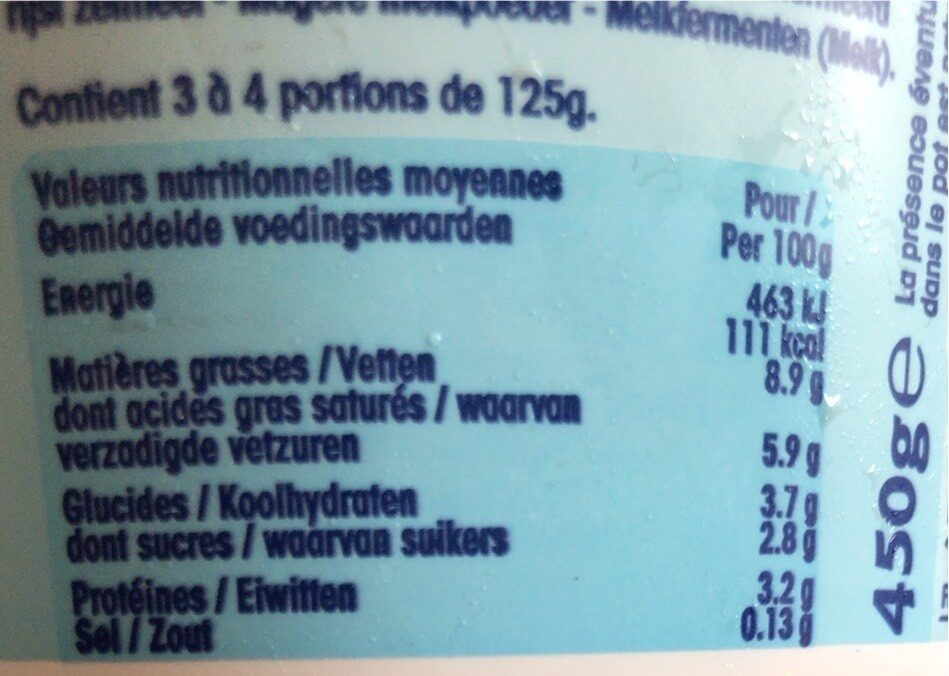 Melkfermenten (Melk).
Contient 3 à 4 portions de 125g.
Valeurs nutritionnelles moyennes Pour /
Gemiddelde voedingswaarden Per 100g
Energie 463 kJ
111 kcal
Matières grasses / Vetten 8.9 g
dont acides gras saturés / waarvan
verzadigde vetzuren 5.9 g
Glucides / Koolhydraten 3.7 g
dont sucres / waarvan suikers 2.8 g
Protéines / Eiwitten 3.2 g
Sel / Zout 0.13 g
450g e
La présence
dans le pot est